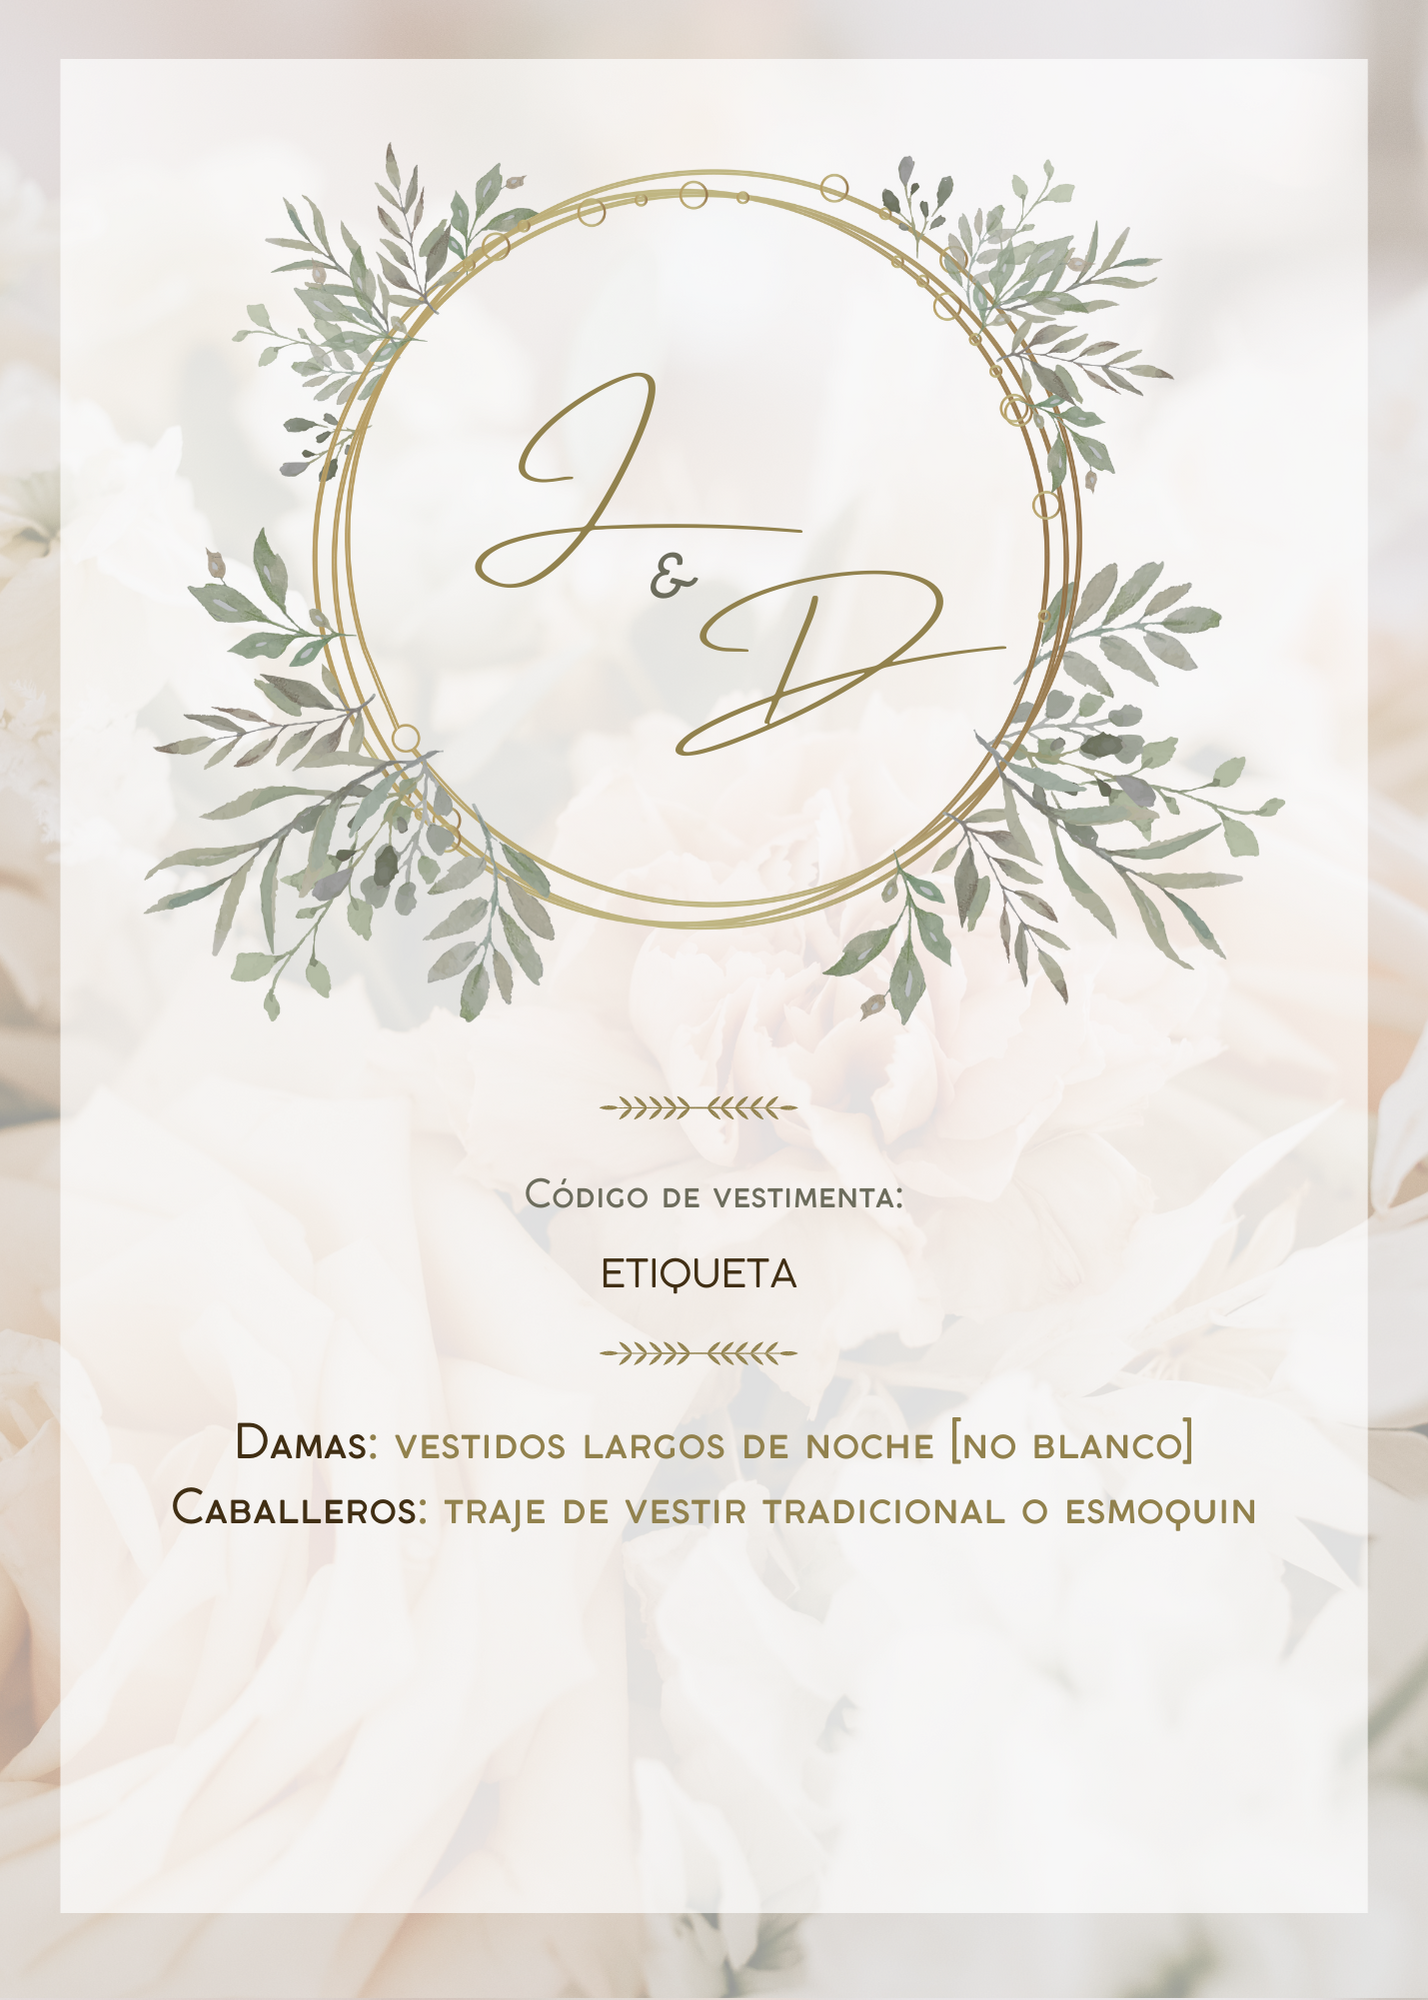 J
&
D
Código de vestimenta:
ETIQUETA
Damas: vestidos largos de noche [no blanco]
Caballeros: traje de vestir tradicional o esmoquin